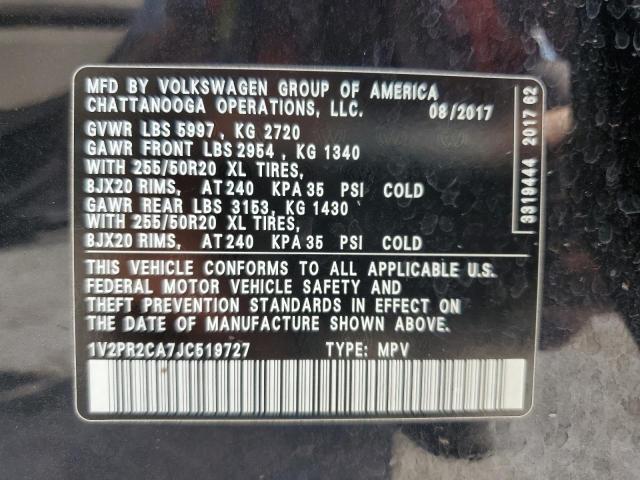 MFD BY VOLKSWAGEN GROUP OF AMERICA
CHATTANOOGA OPERATIONS, LLC. 08/2017
GVWR LBS 5997 , KG 2720
GAWR FRONT LBS 2954 , KG 1340
WITH 255/50R20 XL TIRES,
8JX20 RIMS, AT 240 KPA 35 PSI COLD
GAWR REAR LBS 3153, KG 1430
WITH 255/50R20 XL TIRES,
8JX20 RIMS, AT 240 KPA 35 PSI COLD
THIS VEHICLE CONFORMS TO ALL APPLICABLE U.S.
FEDERAL MOTOR VEHICLE SAFETY AND
THEFT PREVENTION STANDARDS IN EFFECT ON
THE DATE OF MANUFACTURE SHOWN ABOVE.
1V2PR2CA7JC519727 TYPE: MPV
3319444 2017 62